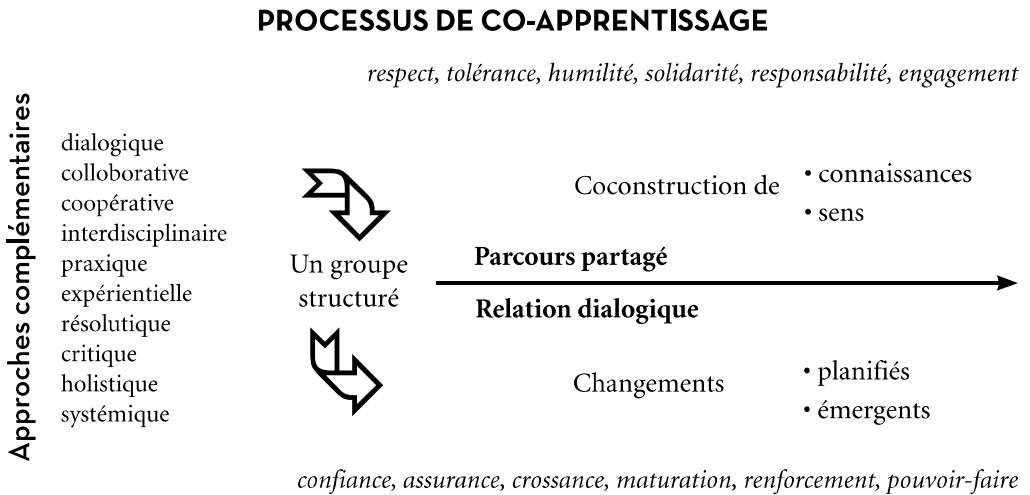 PROCESSUS DE CO-APPRENTISSAGE
respect, tolérance, humilité, solidarité, responsabilité, engagement
Approches complémentaires
dialogique
colloborative
coopérative
interdisciplinaire
praxique
expérientielle
résolutique
critique
holistique
systémique
Un groupe
structuré
Coconstruction de
• connaissances
• sens
Parcours partagé
Relation dialogique
Changements
• planifiés
• émergents
confiance, assurance, crossance, maturation, renforcement, pouvoir-faire